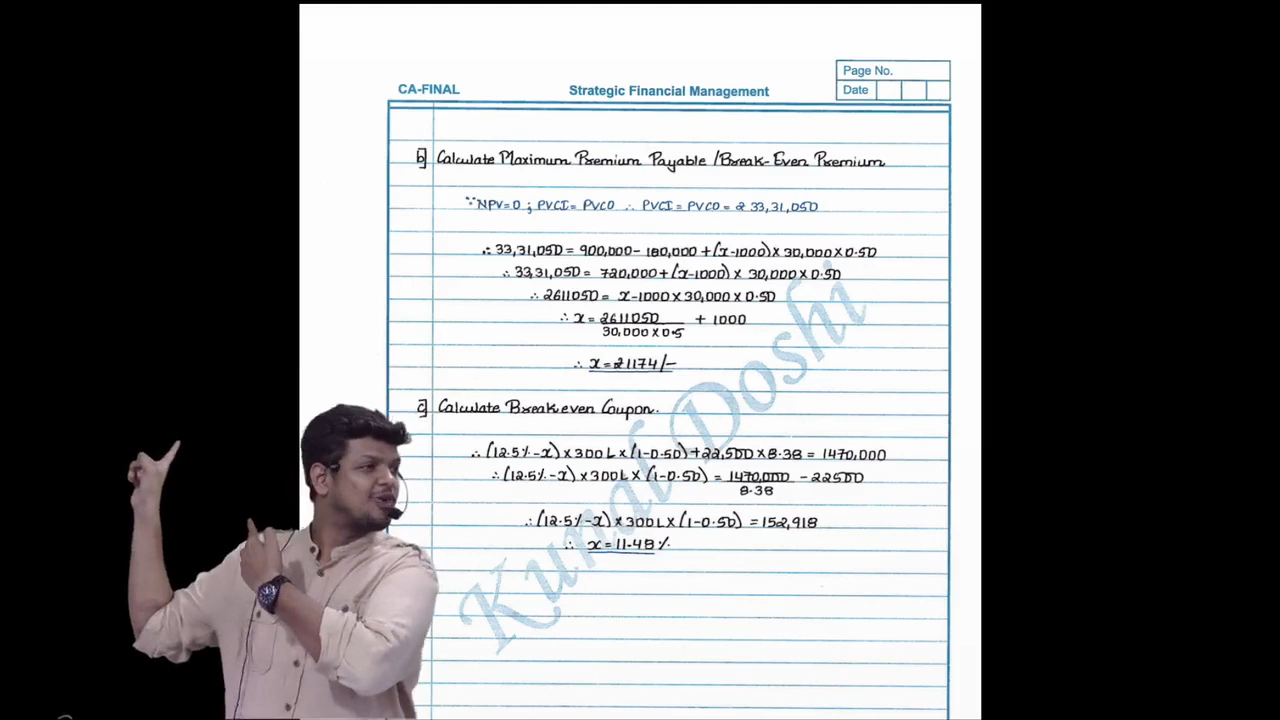 Page No.
CA-FINAL
Strategic Financial Management
Date
b] Calculate Maximum Premium Payable / Break-Even Premium
∵ NPV=0 ; PVCI = PVCO ∴ PVCI = PVCO = ₹ 33,31,050
∴ 33,31,050 = 900,000 - 180,000 + (x-1000) x 30,000 x 0.50
∴ 33,31,050 = 720,000 + (x-1000) x 30,000 x 0.50
∴ 2611050 = x-1000 x 30,000 x 0.50
∴ x = 2611050 + 1000
30,000 x 0.5
∴ x = 21174/-
c] Calculate Breakeven Coupon.
∴ (12.5%-x) x 300L x (1-0.50) + 22,500 x 8.38 = 1470,000
∴ (12.5%-x) x 300L x (1-0.50) = 1470,000 - 22500
8.38
∴ (12.5%-x) x 300L x (1-0.50) = 152,918
∴ x = 11.48%
Kunal Doshi